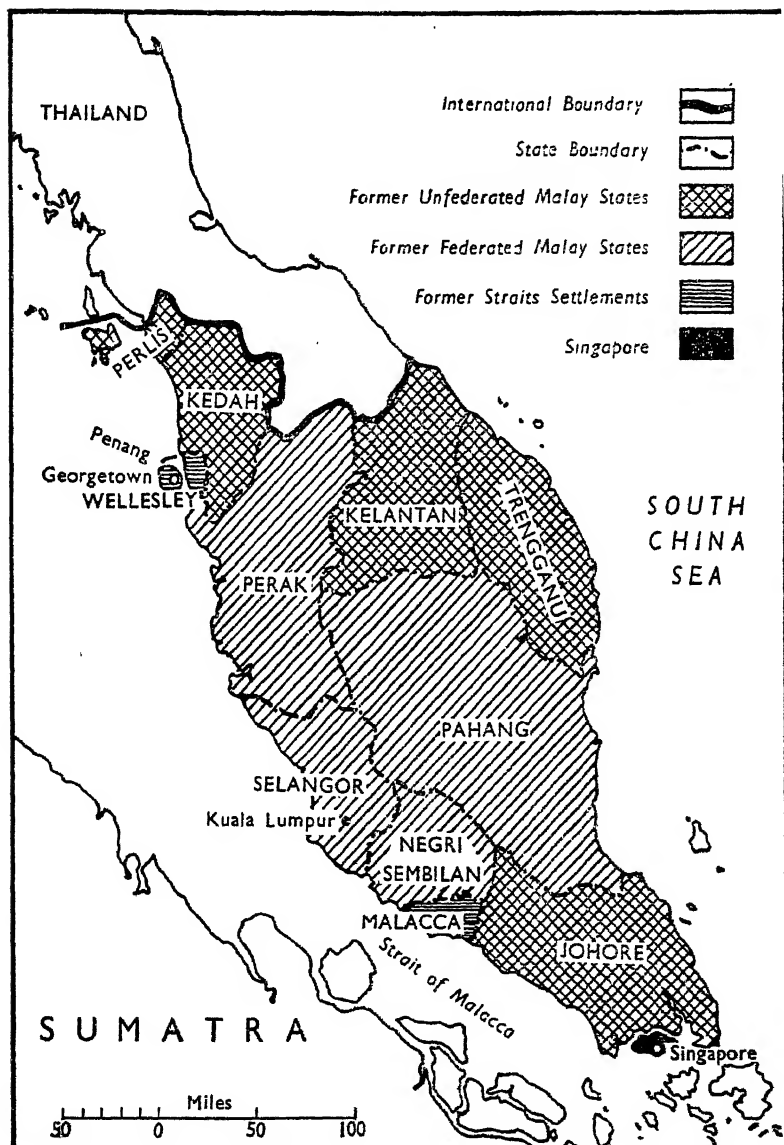 THAILAND
International Boundary
State Boundary
Former Unfederated Malay States
Former Federated Malay States
Former Straits Settlements
Singapore
PERLIS
KEDAH
Penang
Georgetown
WELLESLEY
KELANTAN
TRENGGANU
SOUTH
CHINA
SEA
PERAK
PAHANG
SELANGOR
Kuala Lumpur
NEGRI
SEMBILAN
MALACCA
JOHORE
Strait of Malacca
SUMATRA
Singapore
Miles
50 0 50 100